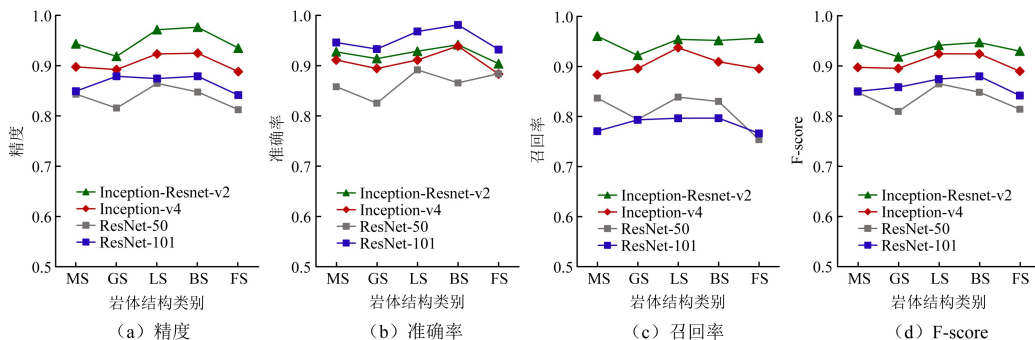 1.0
0.9
0.8
0.7
0.6
0.5
精度
Inception-Resnet-v2
Inception-v4
ResNet-50
ResNet-101
MS GS LS BS FS
岩体结构类别
（a）精度
1.0
0.9
0.8
0.7
0.6
0.5
准确率
Inception-Resnet-v2
Inception-v4
ResNet-50
ResNet-101
MS GS LS BS FS
岩体结构类别
（b）准确率
1.0
0.9
0.8
0.7
0.6
0.5
召回率
Inception-Resnet-v2
Inception-v4
ResNet-50
ResNet-101
MS GS LS BS FS
岩体结构类别
（c）召回率
1.0
0.9
0.8
0.7
0.6
0.5
F-score
Inception-Resnet-v2
Inception-v4
ResNet-50
ResNet-101
MS GS LS BS FS
岩体结构类别
（d）F-score